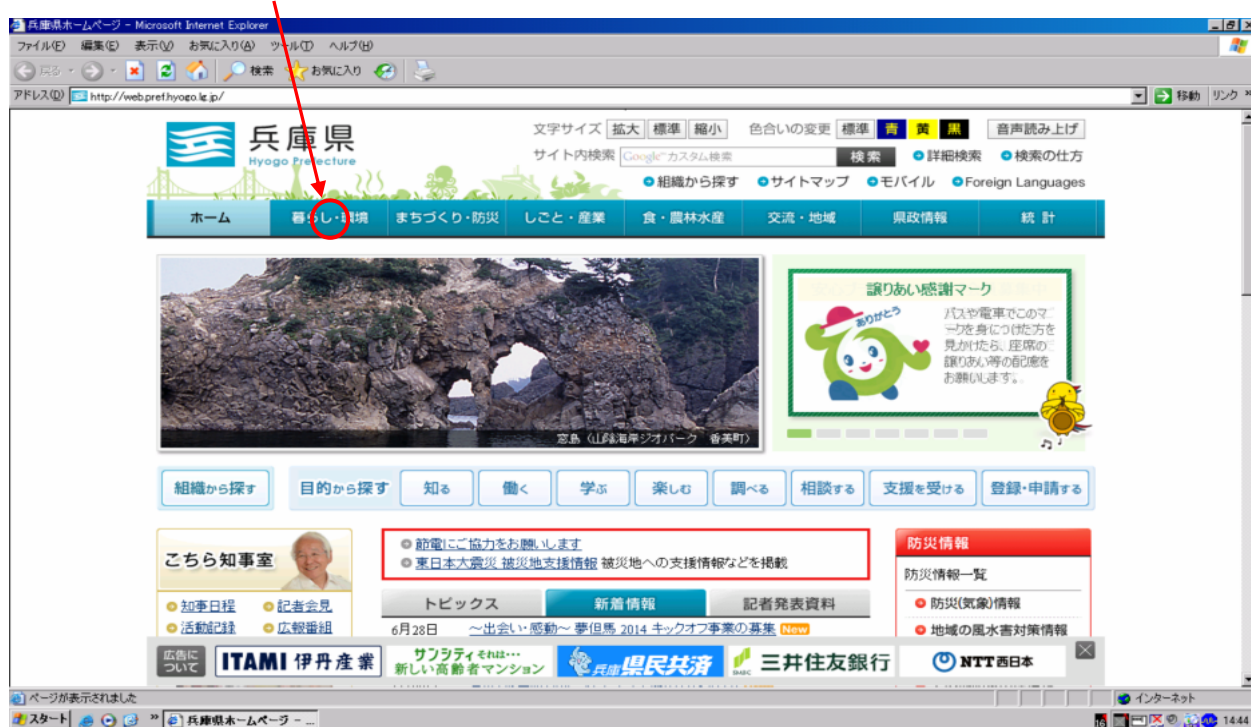 兵庫県ホームページ - Microsoft Internet Explorer
ファイル(F) 編集(E) 表示(V) お気に入り(A) ツール(T) ヘルプ(H)
戻る 検索 お気に入り
アドレス(D) http://web.pref.hyogo.lg.jp/ 移動 リンク »
兵庫県
Hyogo Prefecture
文字サイズ 拡大 標準 縮小 色合いの変更 標準 青 黄 黒 音声読み上げ
サイト内検索 Google カスタム検索 検索 詳細検索 検索の仕方
組織から探す サイトマップ モバイル Foreign Languages
ホーム 暮らし・環境 まちづくり・防災 しごと・産業 食・農林水産 交流・地域 県政情報 統計
譲りあい感謝マーク
ありがとう
バスや電車でこのマ
ークを身につけた方を
見かけたら、座席の
譲りあい等の配慮を
お願いします。
窓島（山陰海岸ジオパーク 香美町）
組織から探す 目的から探す 知る 働く 学ぶ 楽しむ 調べる 相談する 支援を受ける 登録・申請する
こちら知事室
知事日程 記者会見
活動記録 広報番組
節電にご協力をお願いします
東日本大震災 被災地支援情報 被災地への支援情報などを掲載
トピックス 新着情報 記者発表資料
6月28日 ～出会い・感動～ 夢但馬 2014 キックオフ事業の募集 New
防災情報
防災情報一覧
防災(気象)情報
地域の風水害対策情報
広告について ITAMI 伊丹産業 サンシティ それは… 新しい高齢者マンション 兵庫県民共済 SMBC 三井住友銀行 NTT西日本
ページが表示されました インターネット
スタート » 兵庫県ホームページ - ... 16 14:44